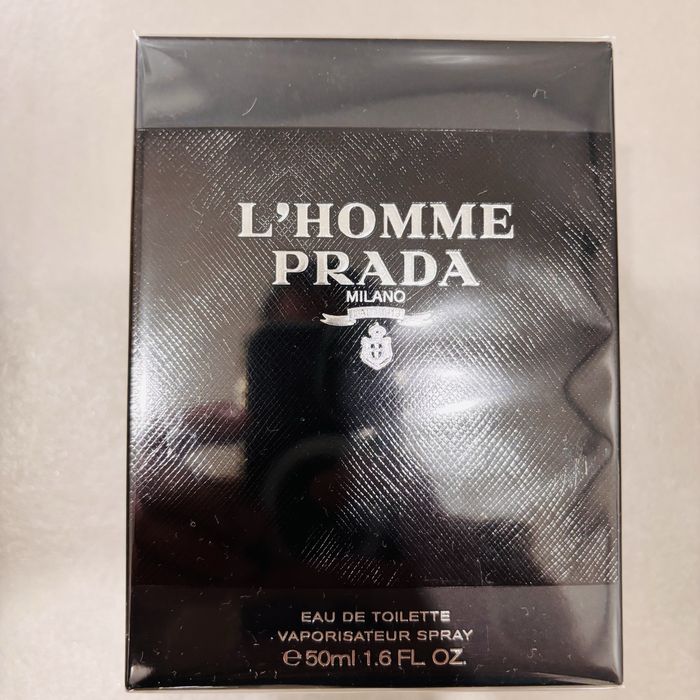 L'HOMME
PRADA
MILANO
EAU DE TOILETTE
VAPORISATEUR SPRAY
℮50ml 1.6 FL. OZ.